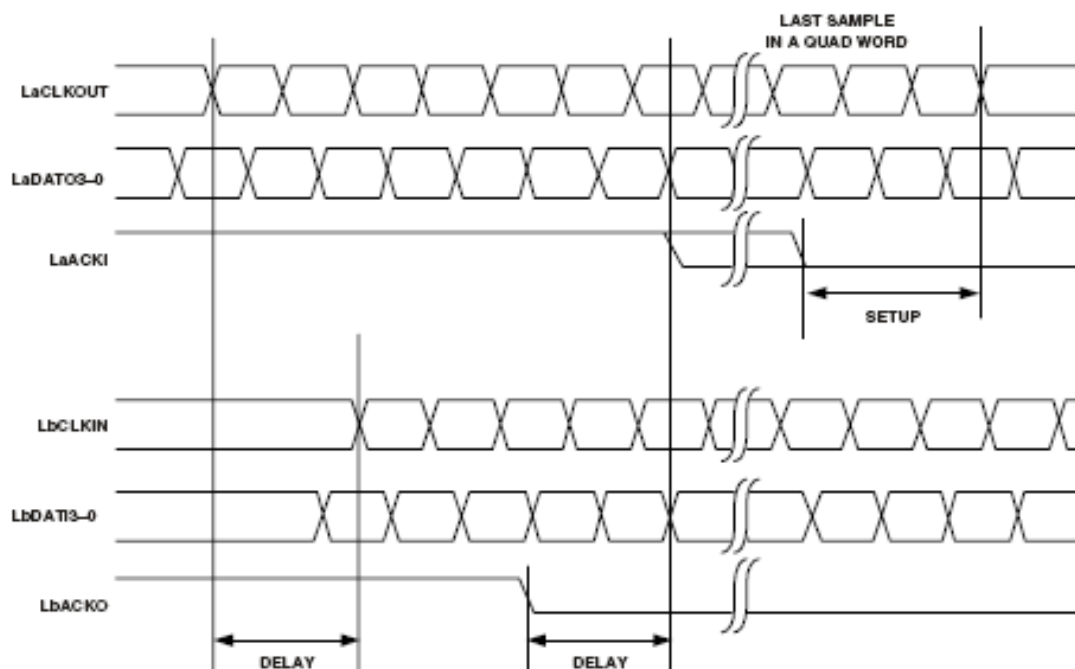 LAST SAMPLE
IN A QUAD WORD
LaCLKOUT
LaDATO3–0
LaACKI
SETUP
LbCLKIN
LbDATI3–0
LbACKO
DELAY
DELAY